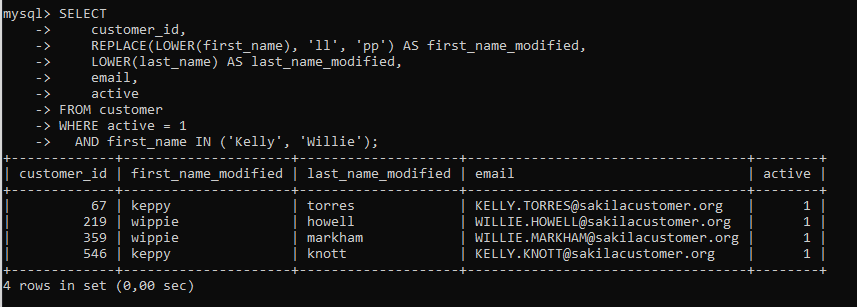 mysql> SELECT
    ->     customer_id,
    ->     REPLACE(LOWER(first_name), 'll', 'pp') AS first_name_modified,
    ->     LOWER(last_name) AS last_name_modified,
    ->     email,
    ->     active
    -> FROM customer
    -> WHERE active = 1
    ->   AND first_name IN ('Kelly', 'Willie');
+-------------+---------------------+--------------------+------------------------------------+--------+
| customer_id | first_name_modified | last_name_modified | email                              | active |
+-------------+---------------------+--------------------+------------------------------------+--------+
|          67 | keppy               | torres             | KELLY.TORRES@sakilacustomer.org    |      1 |
|         219 | wippie              | howell             | WILLIE.HOWELL@sakilacustomer.org   |      1 |
|         359 | wippie              | markham            | WILLIE.MARKHAM@sakilacustomer.org  |      1 |
|         546 | keppy               | knott              | KELLY.KNOTT@sakilacustomer.org     |      1 |
+-------------+---------------------+--------------------+------------------------------------+--------+
4 rows in set (0,00 sec)